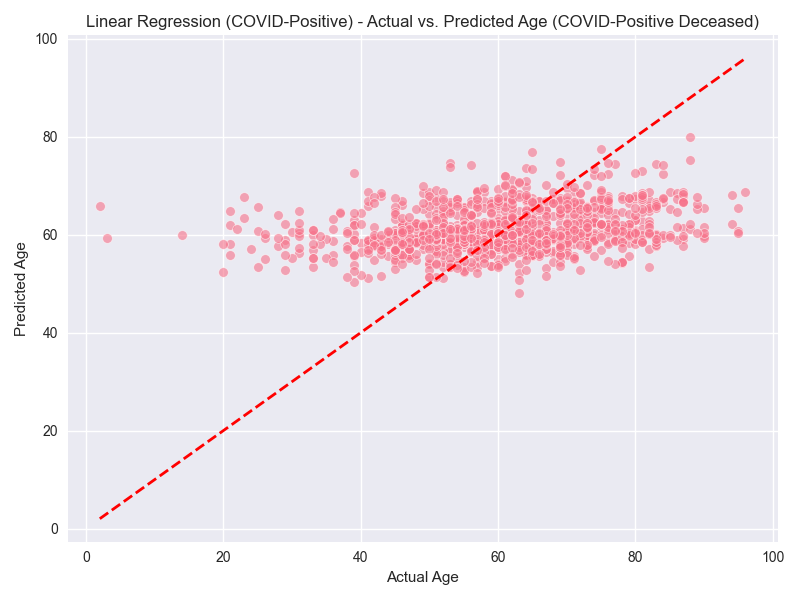 Linear Regression (COVID-Positive) - Actual vs. Predicted Age (COVID-Positive Deceased)
100
80
60
40
20
0
Predicted Age
0 20 40 60 80 100
Actual Age